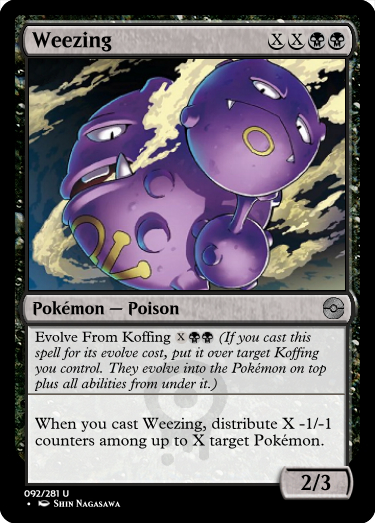 Weezing X X
Pokémon — Poison
Evolve From Koffing X (If you cast this
spell for its evolve cost, put it over target Koffing
you control. They evolve into the Pokémon on top
plus all abilities from under it.)
When you cast Weezing, distribute X -1/-1
counters among up to X target Pokémon.
2/3
092/281 U
• Shin Nagasawa